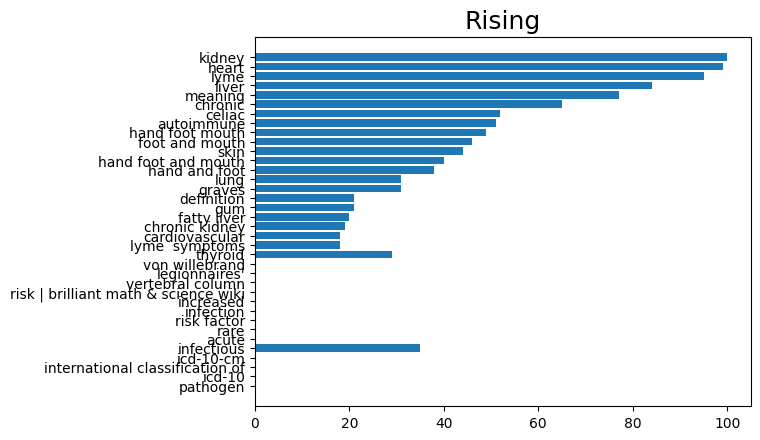 Rising
kidney
heart
lyme
liver
meaning
chronic
celiac
autoimmune
hand foot mouth
foot and mouth
skin
hand foot and mouth
hand and foot
lung
graves
definition
gum
fatty liver
chronic kidney
cardiovascular
lyme  symptoms
thyroid
von willebrand
legionnaires'
vertebral column
risk | brilliant math & science wiki
increased
infection
risk factor
rare
acute
infectious
icd-10-cm
international classification of
icd-10
pathogen
0 20 40 60 80 100